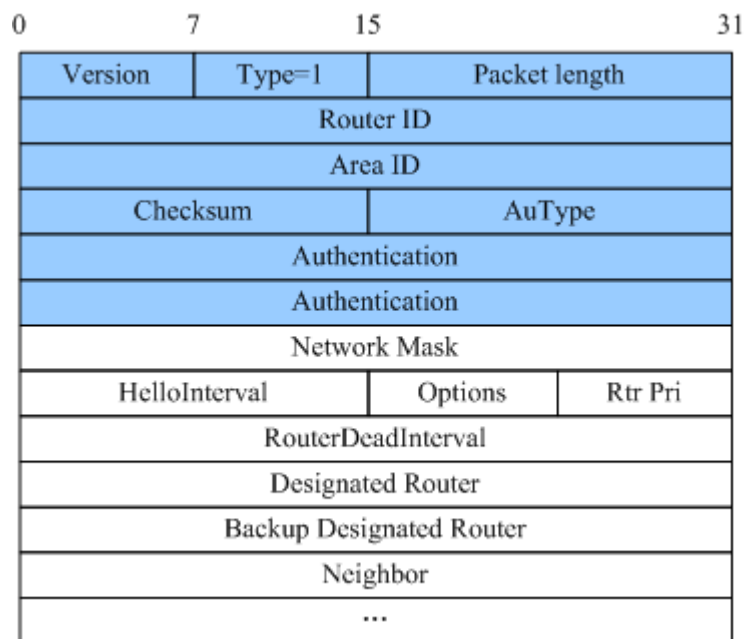 0 7 15 31
Version Type=1 Packet length
Router ID
Area ID
Checksum AuType
Authentication
Authentication
Network Mask
HelloInterval Options Rtr Pri
RouterDeadInterval
Designated Router
Backup Designated Router
Neighbor
...